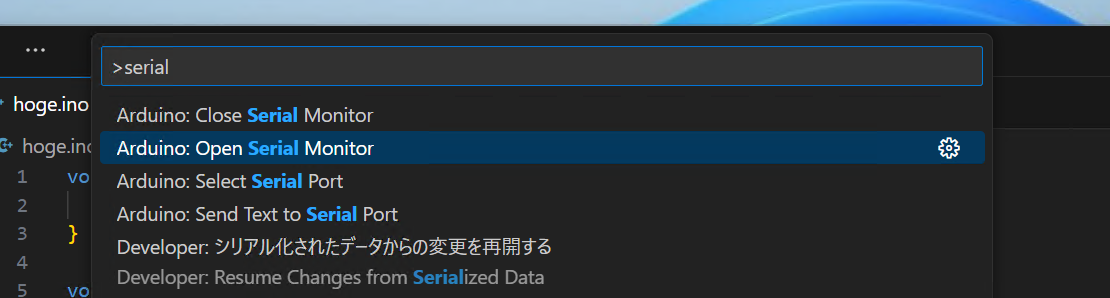 ...
>serial
hoge.ino
Arduino: Close Serial Monitor
hoge.in
Arduino: Open Serial Monitor
1 vo
Arduino: Select Serial Port
2
Arduino: Send Text to Serial Port
3 }
Developer: シリアル化されたデータからの変更を再開する
4
Developer: Resume Changes from Serialized Data
5 vo